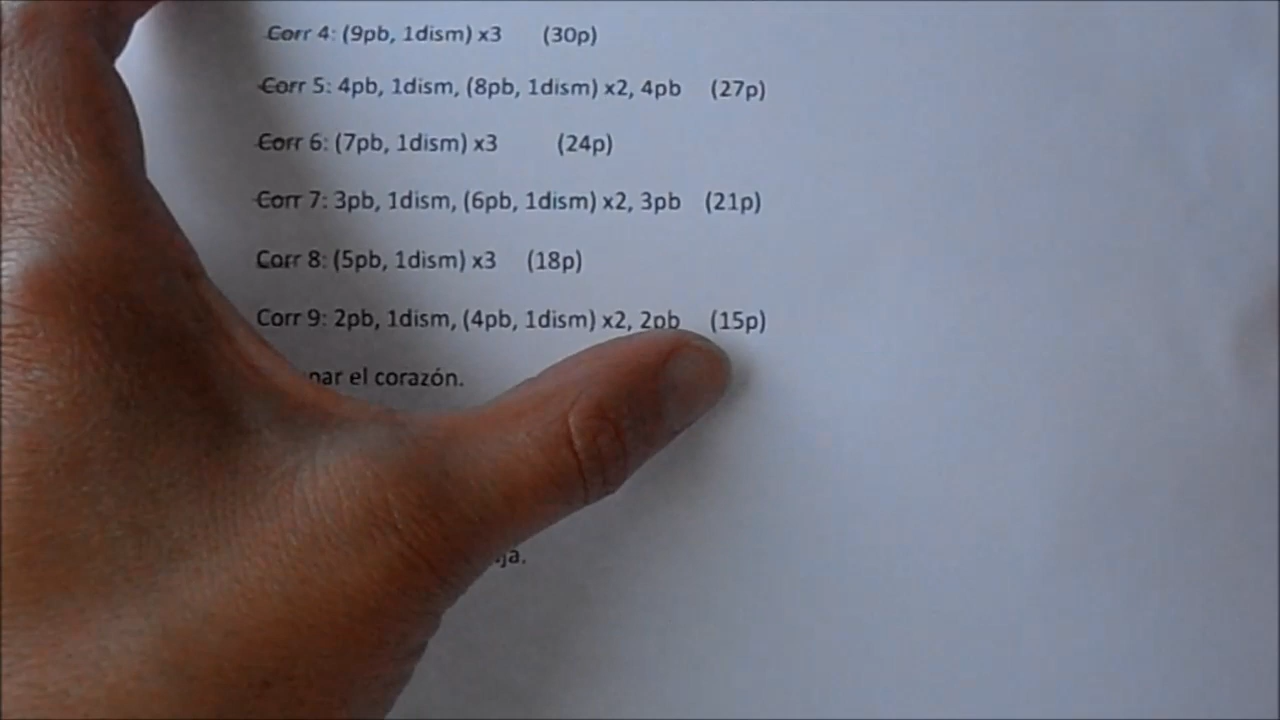 Corr 4: (9pb, 1dism) x3 (30p)
Corr 5: 4pb, 1dism, (8pb, 1dism) x2, 4pb (27p)
Corr 6: (7pb, 1dism) x3 (24p)
Corr 7: 3pb, 1dism, (6pb, 1dism) x2, 3pb (21p)
Corr 8: (5pb, 1dism) x3 (18p)
Corr 9: 2pb, 1dism, (4pb, 1dism) x2, 2pb (15p)
el corazón.